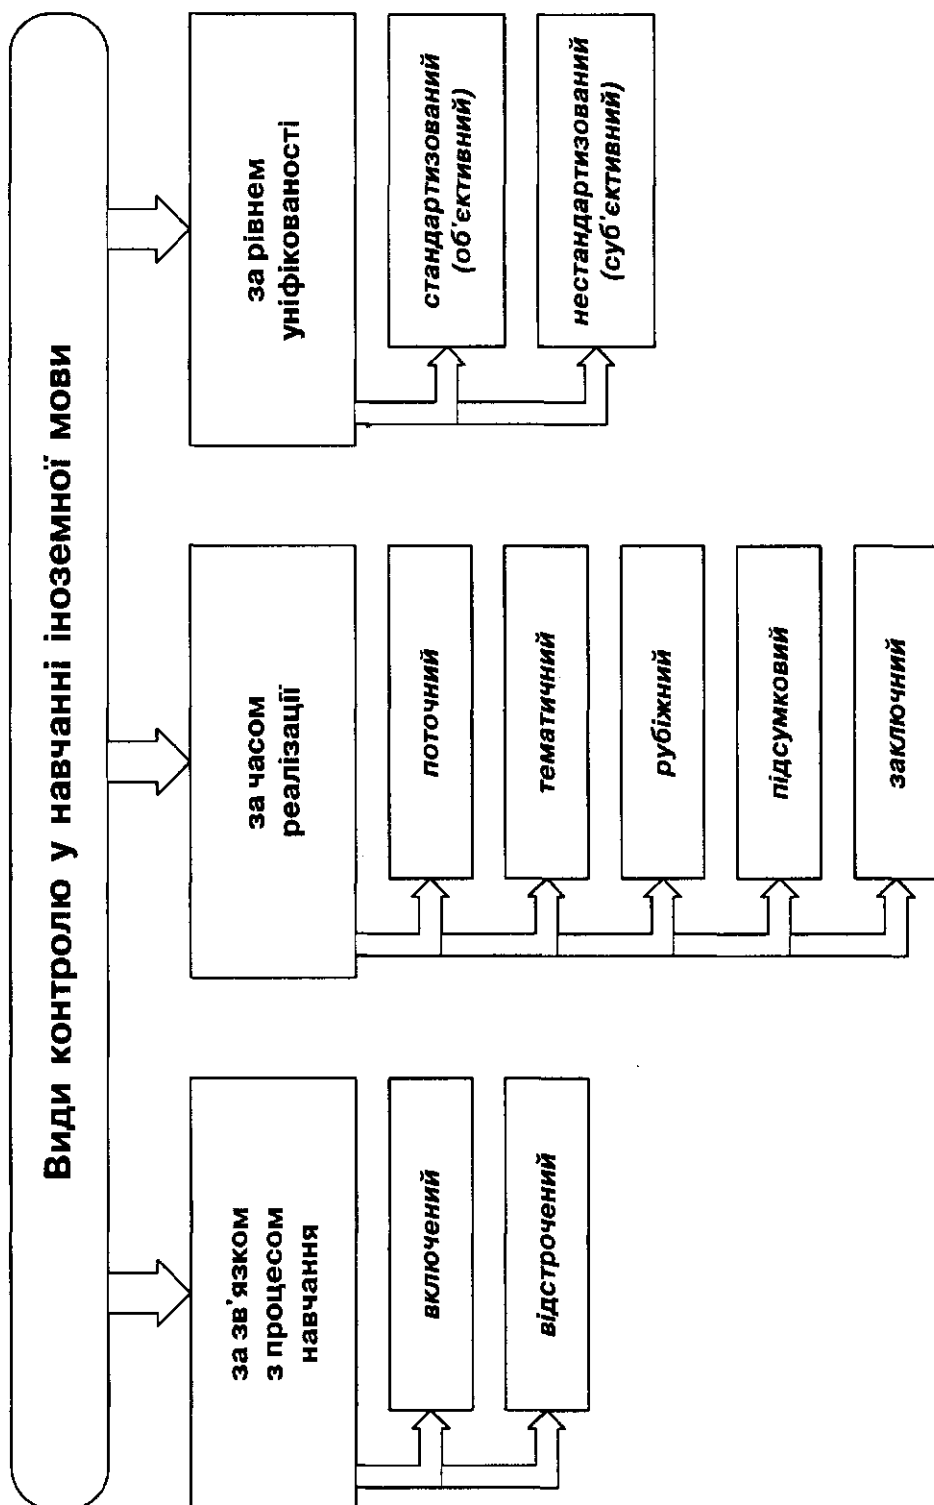 Види контролю у навчанні іноземної мови
за зв'язком
з процесом
навчання
включений
відстрочений
за часом
реалізації
поточний
тематичний
рубіжний
підсумковий
заключний
за рівнем
уніфікованості
стандартизований
(об'єктивний)
нестандартизований
(суб'єктивний)